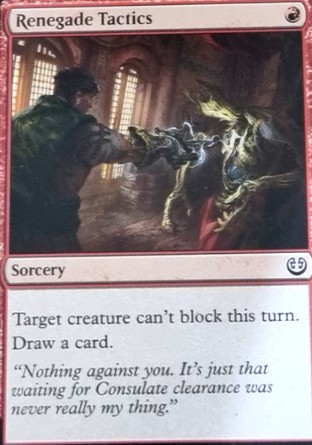 Renegade Tactics
Sorcery
Target creature can't block this turn.
Draw a card.
“Nothing against you. It's just that
waiting for Consulate clearance was
never really my thing.”